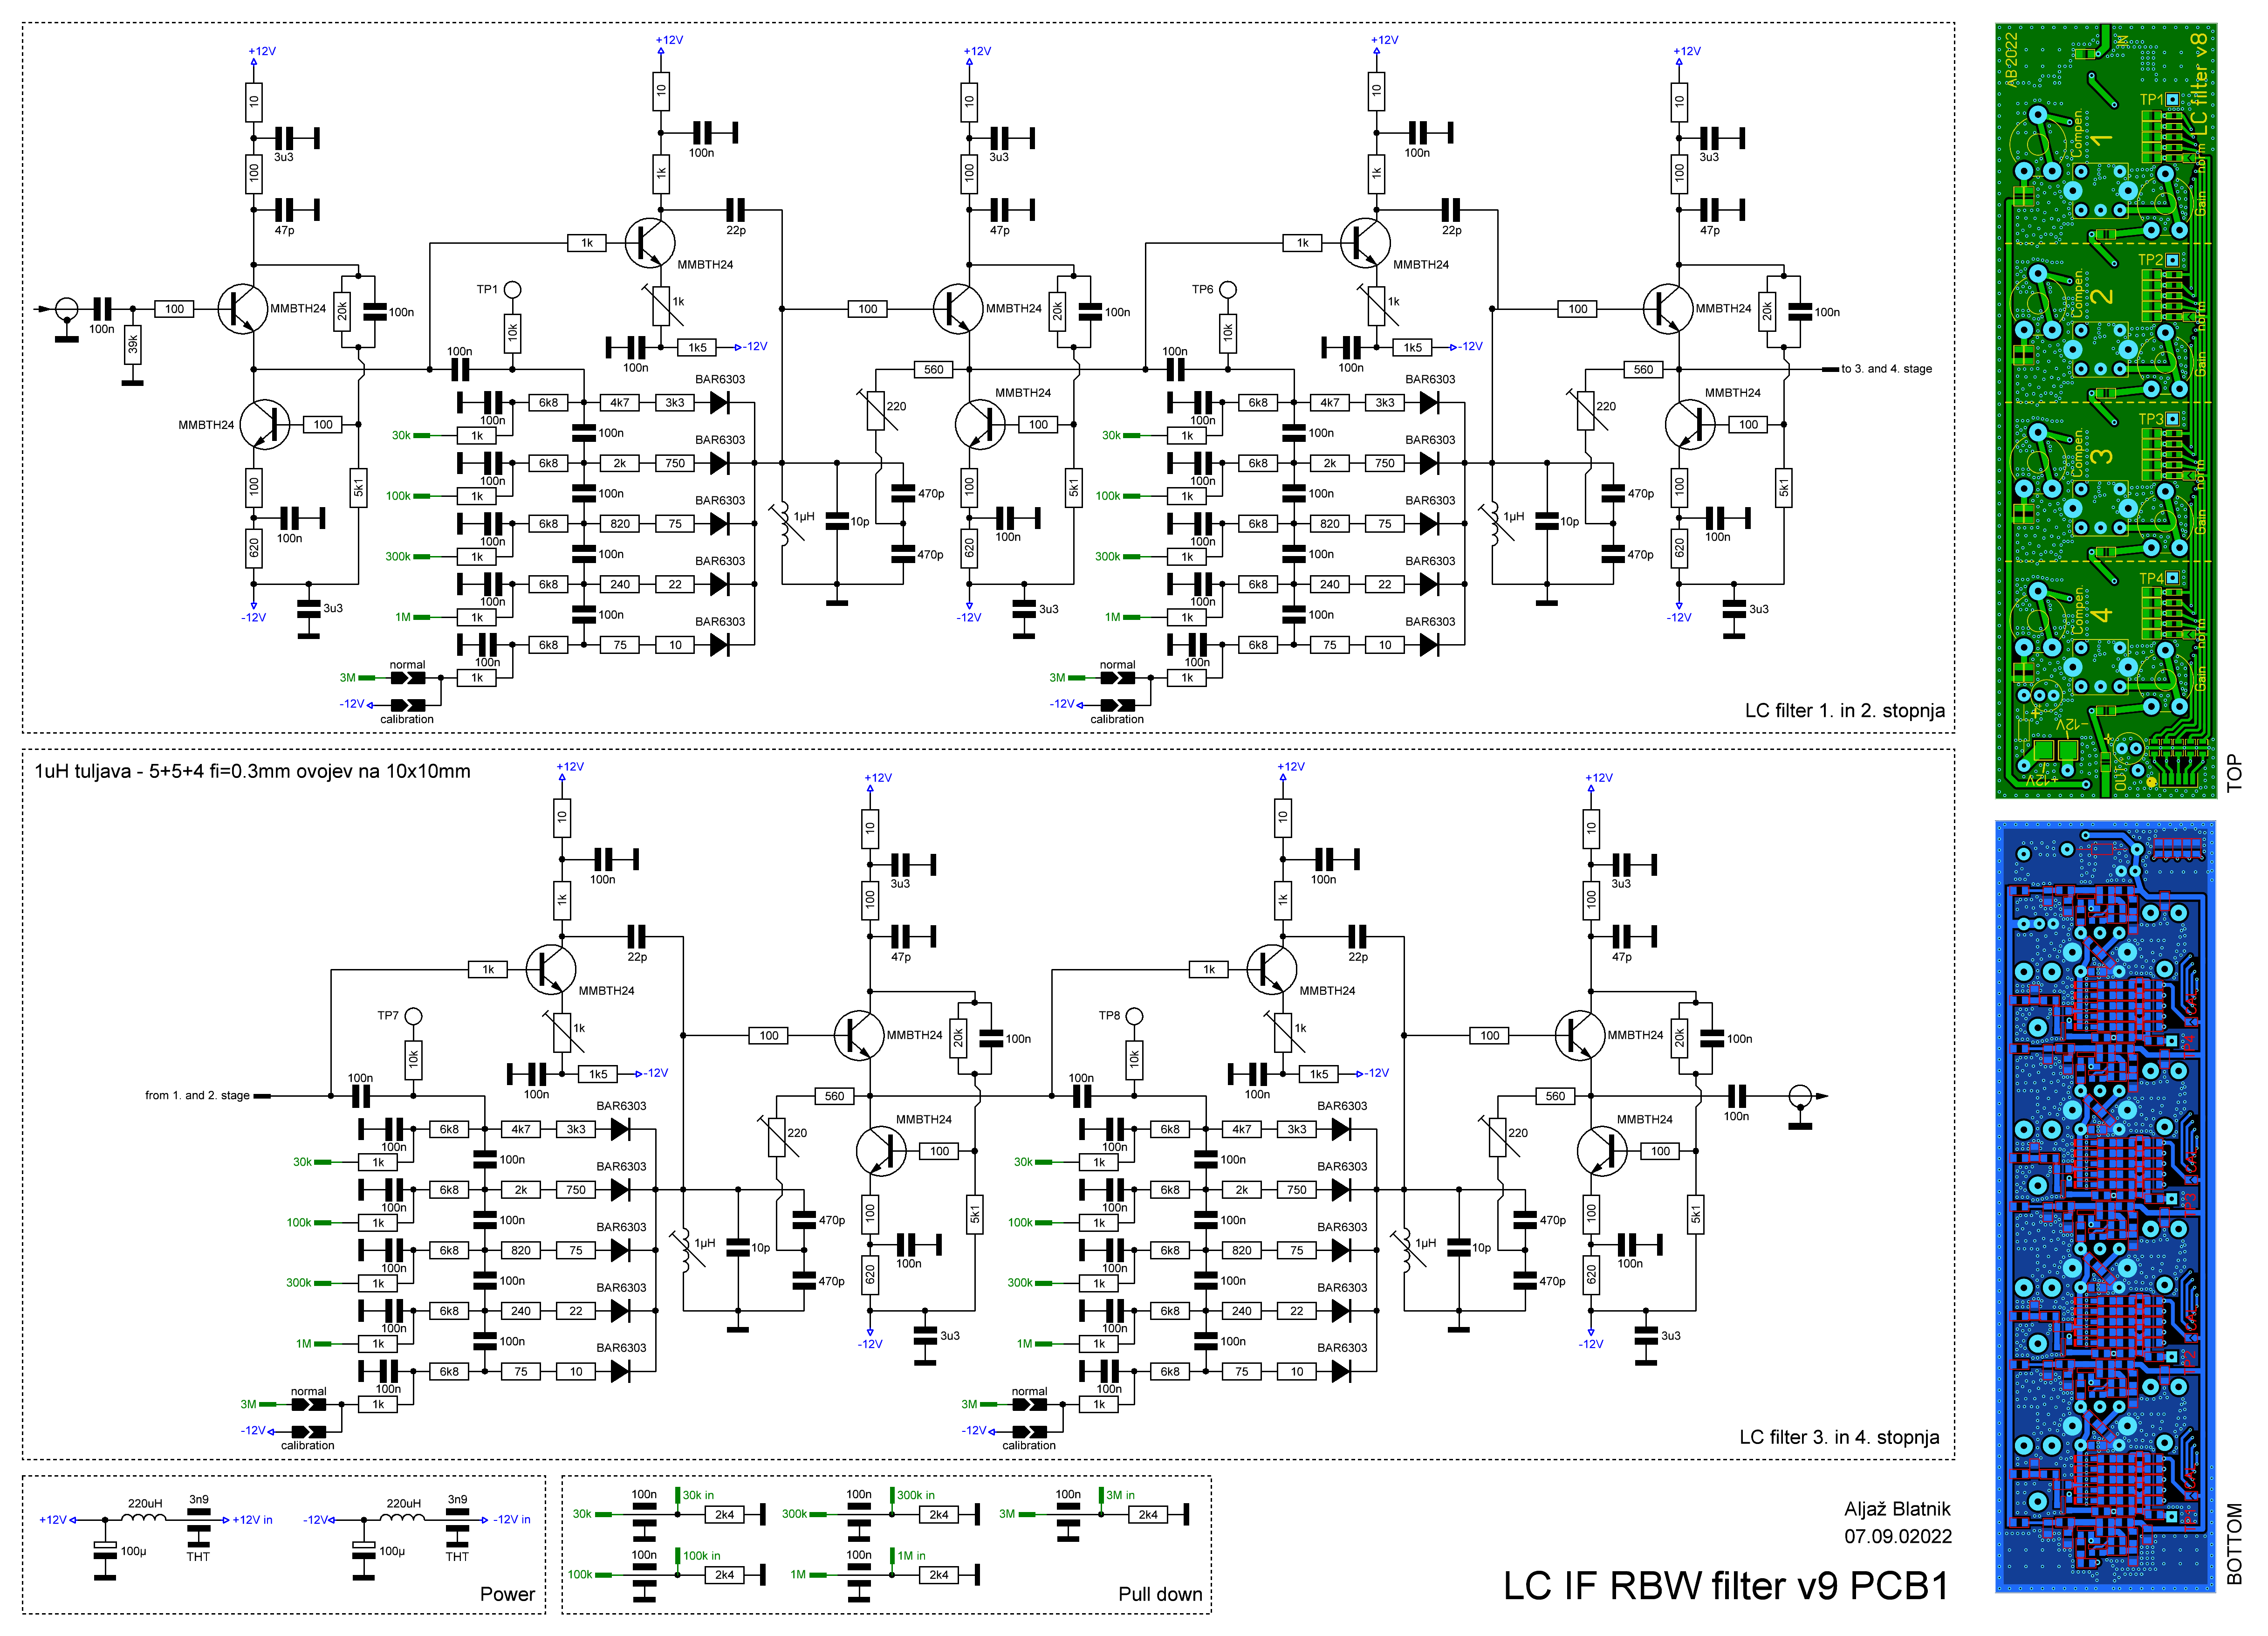 +12V +12V +12V +12V +12V
10 10 10 10 10
3u3 100n 3u3 100n 3u3
100 1k 100 1k 100
47p 22p 47p 22p 47p
1k MMBTH24 1k MMBTH24
TP1 TP6
100n 100 MMBTH24 20k 100n 1k 100 MMBTH24 20k 100n 1k 100 MMBTH24 20k 100n
39k 10k 10k
100n 100n 1k5 -12V 100n 100n 1k5 -12V
560 560 to 3. and 4. stage
BAR6303 BAR6303
100n 6k8 4k7 3k3 220 MMBTH24 100n 6k8 4k7 3k3 220 MMBTH24
MMBTH24 100 30k 1k 100n 100 30k 1k 100n 100
BAR6303 BAR6303
100n 6k8 2k 750 100n 6k8 2k 750
100 5k1 100k 1k 100n 470p 100 5k1 100k 1k 100n 470p 100 5k1
BAR6303 BAR6303
100n 100n 6k8 820 75 1µH 10p 100n 100n 6k8 820 75 1µH 10p 100n
620 300k 1k 100n 470p 620 300k 1k 100n 470p 620
BAR6303 BAR6303
100n 6k8 240 22 100n 6k8 240 22
-12V 3u3 1M 1k 100n -12V 3u3 1M 1k 100n -12V 3u3
BAR6303 BAR6303
100n 6k8 75 10 100n 6k8 75 10
normal normal
3M 1k 3M 1k
-12V -12V
calibration calibration
LC filter 1. in 2. stopnja
1uH tuljava - 5+5+4 fi=0.3mm ovojev na 10x10mm
+12V +12V +12V +12V
10 10 10 10
100n 3u3 100n 3u3
1k 100 1k 100
22p 47p 22p 47p
1k MMBTH24 1k MMBTH24
TP7 1k 100 MMBTH24 20k 100n TP8 1k 100 MMBTH24 20k 100n
10k 10k
100n 100n 1k5 -12V 100n 100n 1k5 -12V
from 1. and 2. stage 560 560 100n
BAR6303 BAR6303
100n 6k8 4k7 3k3 220 MMBTH24 100n 6k8 4k7 3k3 220 MMBTH24
30k 1k 100n 100 30k 1k 100n 100
BAR6303 BAR6303
100n 6k8 2k 750 100n 6k8 2k 750
100k 1k 100n 470p 100 5k1 100k 1k 100n 470p 100 5k1
BAR6303 BAR6303
100n 6k8 820 75 1µH 10p 100n 100n 6k8 820 75 1µH 10p 100n
300k 1k 100n 470p 620 300k 1k 100n 470p 620
BAR6303 BAR6303
100n 6k8 240 22 100n 6k8 240 22
1M 1k 100n -12V 3u3 1M 1k 100n -12V 3u3
BAR6303 BAR6303
100n 6k8 75 10 100n 6k8 75 10
normal normal
3M 1k 3M 1k
-12V -12V
calibration calibration
LC filter 3. in 4. stopnja
220uH 3n9 220uH 3n9
+12V +12V in -12V -12V in
100µ THT 100µ THT
Power
100n 30k in 100n 300k in 100n 3M in
30k 2k4 300k 2k4 3M 2k4
100n 100k in 100n 1M in
100k 2k4 1M 2k4
Pull down
Aljaž Blatnik
07.09.02022
LC IF RBW filter v9 PCB1
AB 2022
IN
LC filter v8
TP1
Compen.
1
norm
Gain
TP2
Compen.
2
norm
Gain
TP3
Compen.
3
norm
Gain
TP4
Compen.
4
norm
Gain
-12V
+12V
OUT
TOP
TP4
TP3
TP2
TP1
BOTTOM